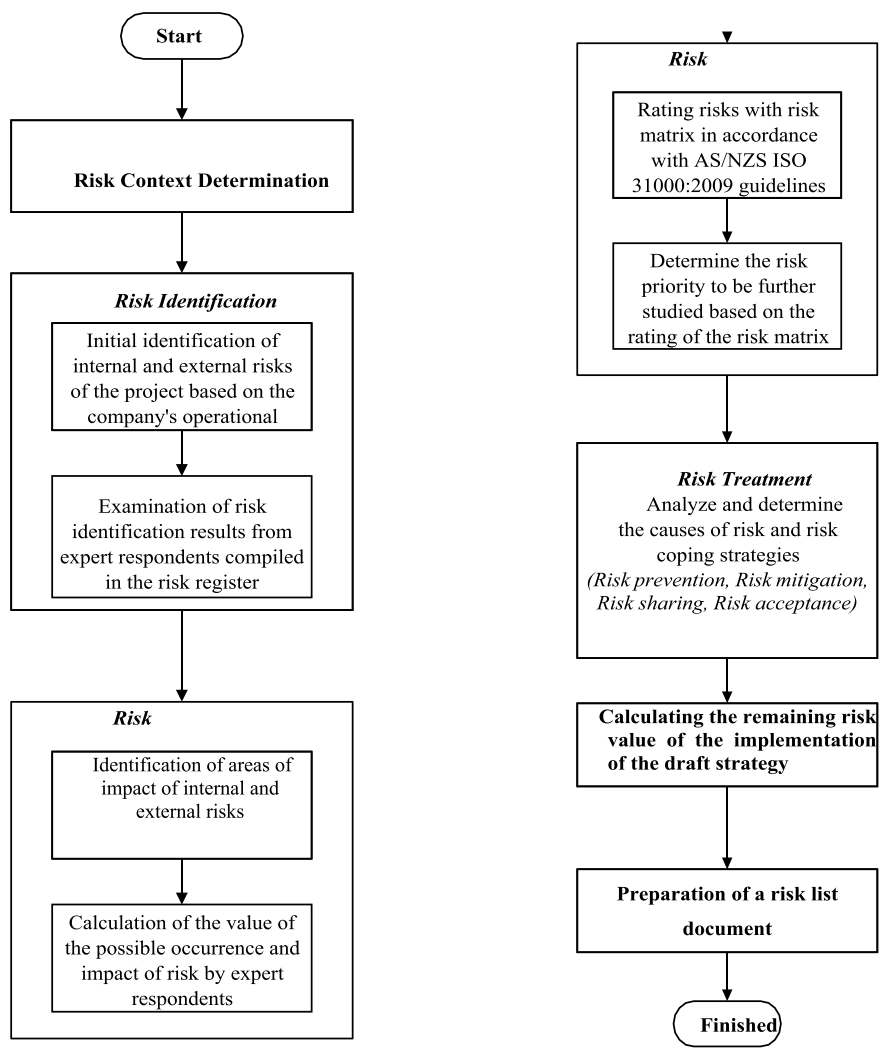 Start
Risk Context Determination
Risk Identification
Initial identification of
internal and external risks
of the project based on the
company's operational
Examination of risk
identification results from
expert respondents compiled
in the risk register
Risk
Identification of areas of
impact of internal and
external risks
Calculation of the value of
the possible occurrence and
impact of risk by expert
respondents
Risk
Rating risks with risk
matrix in accordance
with AS/NZS ISO
31000:2009 guidelines
Determine the risk
priority to be further
studied based on the
rating of the risk matrix
Risk Treatment
Analyze and determine
the causes of risk and risk
coping strategies
(Risk prevention, Risk mitigation,
Risk sharing, Risk acceptance)
Calculating the remaining risk
value of the implementation
of the draft strategy
Preparation of a risk list
document
Finished